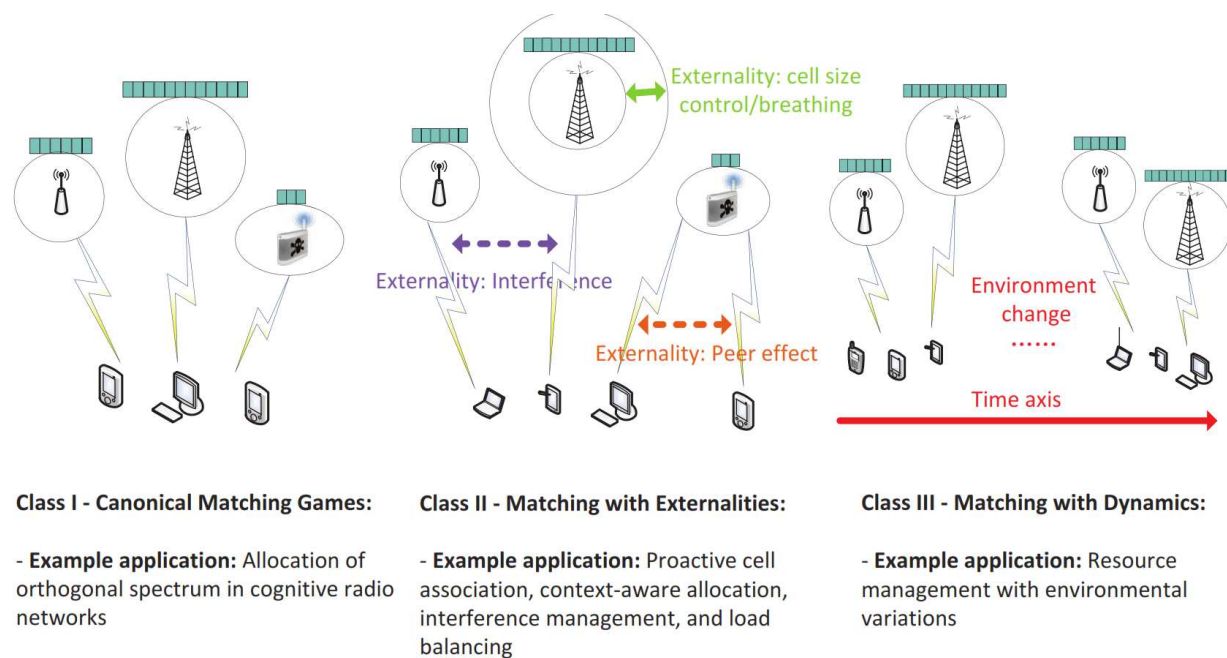 Externality: cell size
control/breathing
Externality: Interference
Externality: Peer effect
Environment
change
......
Time axis
Class I - Canonical Matching Games:
- Example application: Allocation of
orthogonal spectrum in cognitive radio
networks
Class II - Matching with Externalities:
- Example application: Proactive cell
association, context-aware allocation,
interference management, and load
balancing
Class III - Matching with Dynamics:
- Example application: Resource
management with environmental
variations